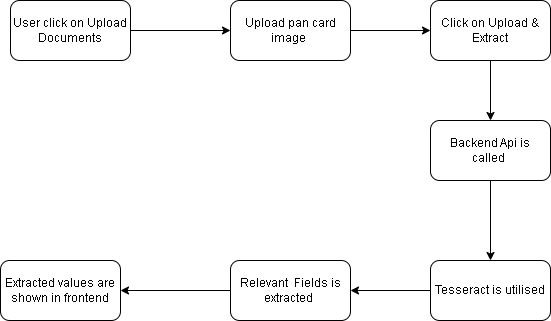 User click on Upload
Documents
Upload pan card
image
Click on Upload &
Extract
Backend Api is
called
Tesseract is utilised
Relevant Fields is
extracted
Extracted values are
shown in frontend